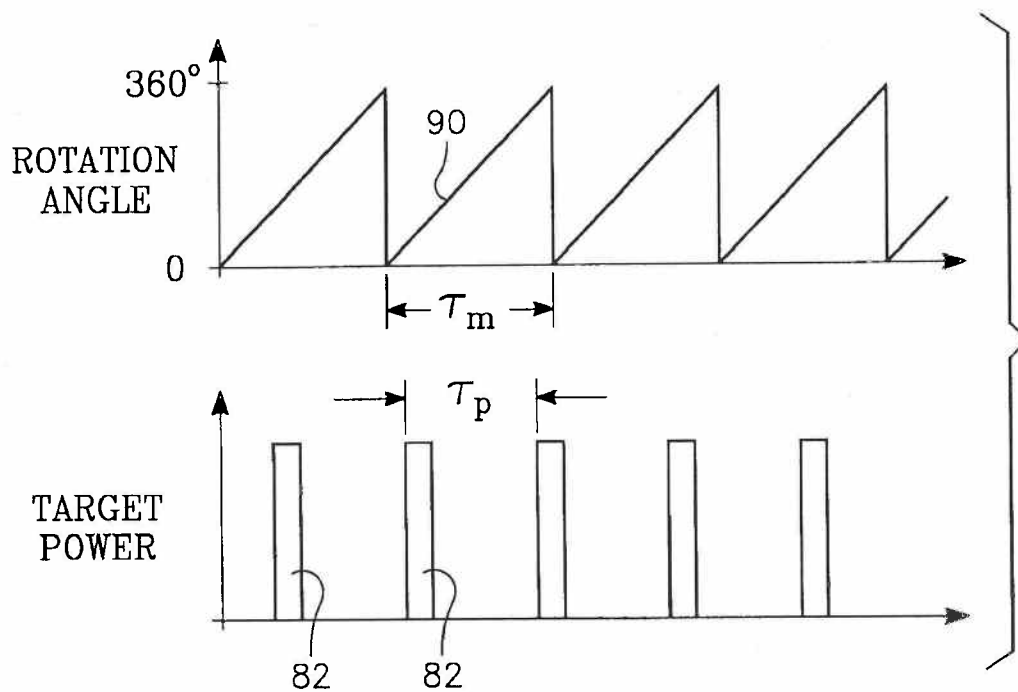 360°
90
ROTATION
ANGLE
0
τm
τp
TARGET
POWER
82
82